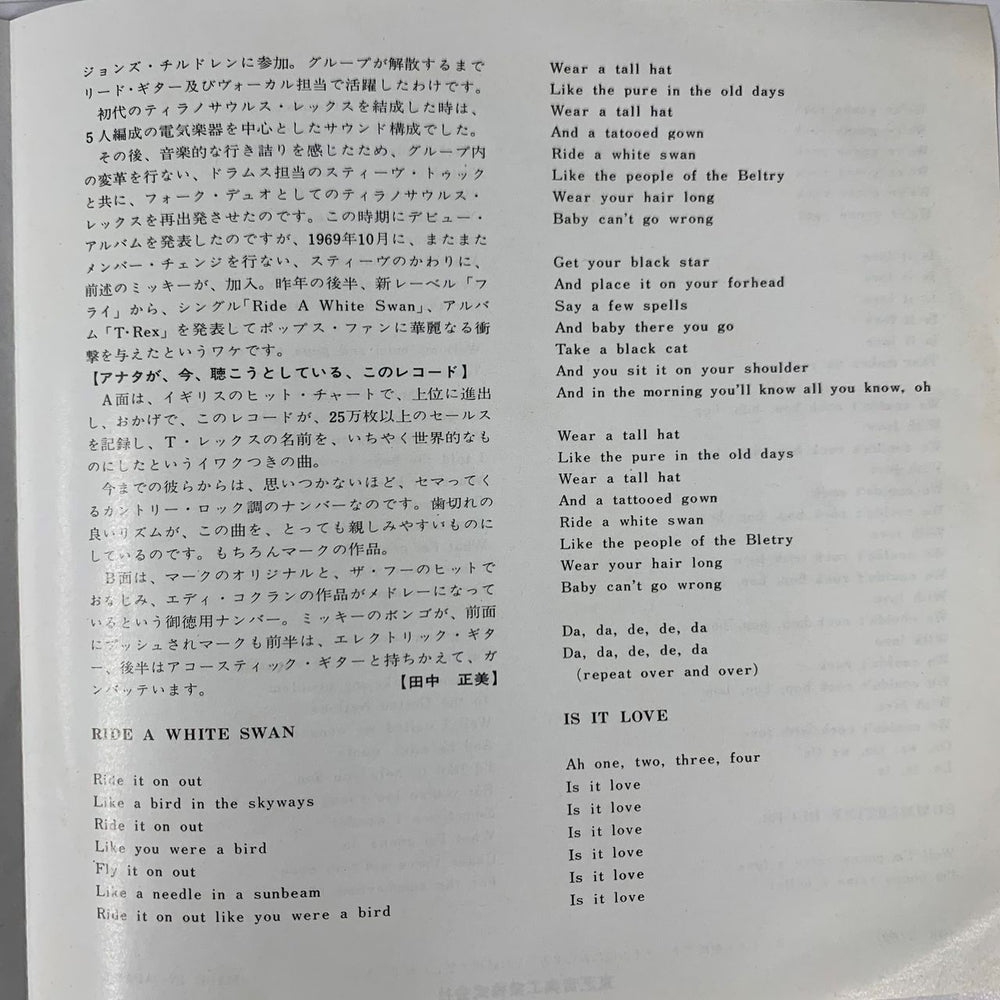 ジョンズ・チルドレンに参加。グループが解散するまで
リード・ギター及びヴォーカル担当で活躍したわけです。
初代のティラノサウルス・レックスを結成した時は、
5人編成の電気楽器を中心としたサウンド構成でした。
その後、音楽的な行き詰りを感じたため、グループ内
の変革を行ない、ドラムス担当のスティーヴ・トゥック
と共に、フォーク・デュオとしてのティラノサウルス・
レックスを再出発させたのです。この時期にデビュー・
アルバムを発表したのですが、1969年10月に、またまた
メンバー・チェンジを行ない、スティーヴのかわりに、
前述のミッキーが、加入。昨年の後半、新レーベル「フ
ライ」から、シングル「Ride A White Swan」、アルバ
ム「T・Rex」を発表してポップス・ファンに華麗なる衝
撃を与えたというワケです。
【アナタが、今、聴こうとしている、このレコード】
A面は、イギリスのヒット・チャートで、上位に進出
し、おかげで、このレコードが、25万枚以上のセールス
を記録し、T・レックスの名前を、いちやく世界的なも
のにしたというイワクつきの曲。
今までの彼らからは、思いつかないほど、セマってく
るカントリー・ロック調のナンバーなのです。歯切れの
良いリズムが、この曲を、とっても親しみやすいものに
しているのです。もちろんマークの作品。
B面は、マークのオリジナルと、ザ・フーのヒットで
おなじみ、エディ・コクランの作品がメドレーになって
いるという御徳用ナンバー。ミッキーのボンゴが、前面
にプッシュされマークも前半は、エレクトリック・ギタ
ー、後半はアコースティック・ギターと持ちかえて、ガ
ンバッテいます。
【田中 正美】
RIDE A WHITE SWAN
Ride it on out
Like a bird in the skyways
Ride it on out
Like you were a bird
Fly it on out
Like a needle in a sunbeam
Ride it on out like you were a bird
Wear a tall hat
Like the pure in the old days
Wear a tall hat
And a tatooed gown
Ride a white swan
Like the people of the Beltry
Wear your hair long
Baby can't go wrong
Get your black star
And place it on your forhead
Say a few spells
And baby there you go
Take a black cat
And you sit it on your shoulder
And in the morning you'll know all you know, oh
Wear a tall hat
Like the pure in the old days
Wear a tall hat
And a tattooed gown
Ride a white swan
Like the people of the Bletry
Wear your hair long
Baby can't go wrong
Da, da, de, de, da
Da, da, de, de, da
(repeat over and over)
IS IT LOVE
Ah one, two, three, four
Is it love
Is it love
Is it love
Is it love
Is it love
Is it love